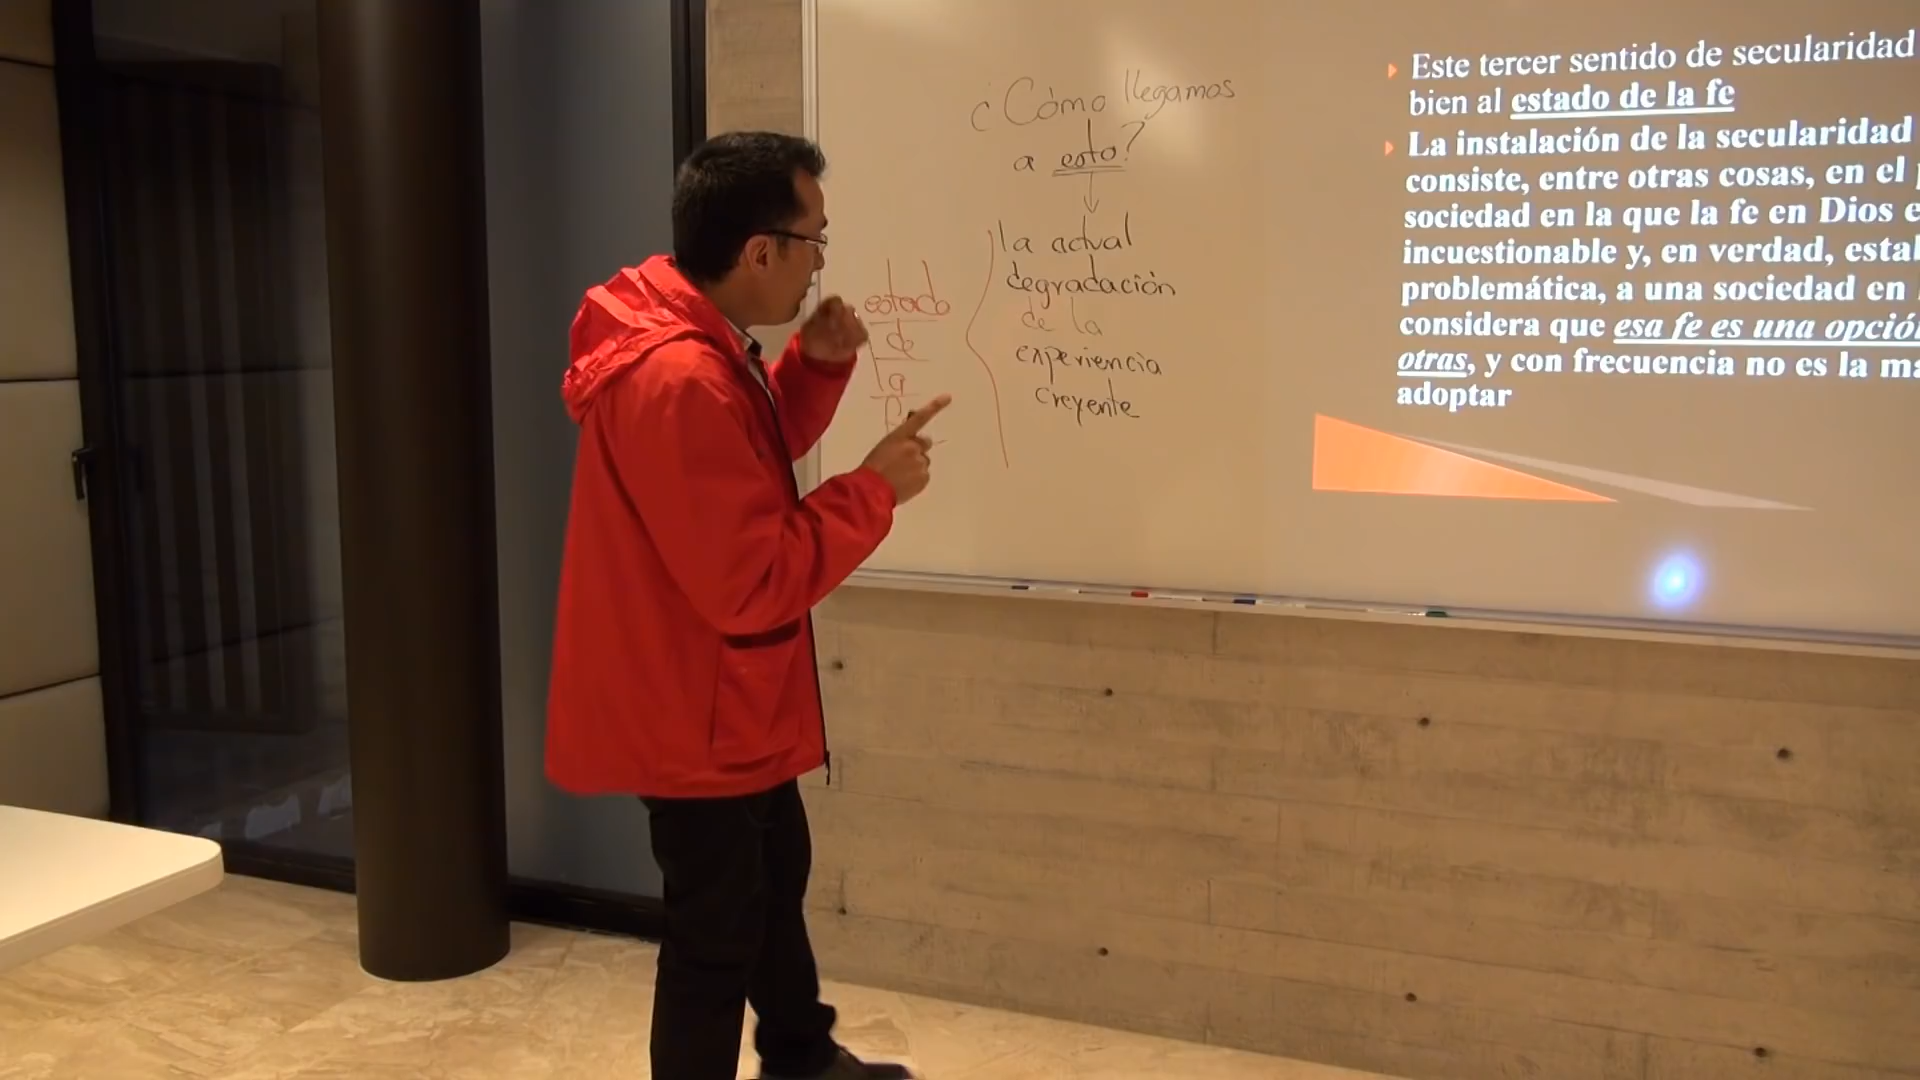 ¿Cómo llegamos
a esto?
la actual
degradación
de la
experiencia
creyente
estado
de
la
Este tercer sentido de secularidad
bien al estado de la fe
La instalación de la secularidad
consiste, entre otras cosas, en el
sociedad en la que la fe en Dios
incuestionable y, en verdad,
problemática, a una sociedad en
considera que esa fe es una
otras, y con frecuencia no es la
adoptar